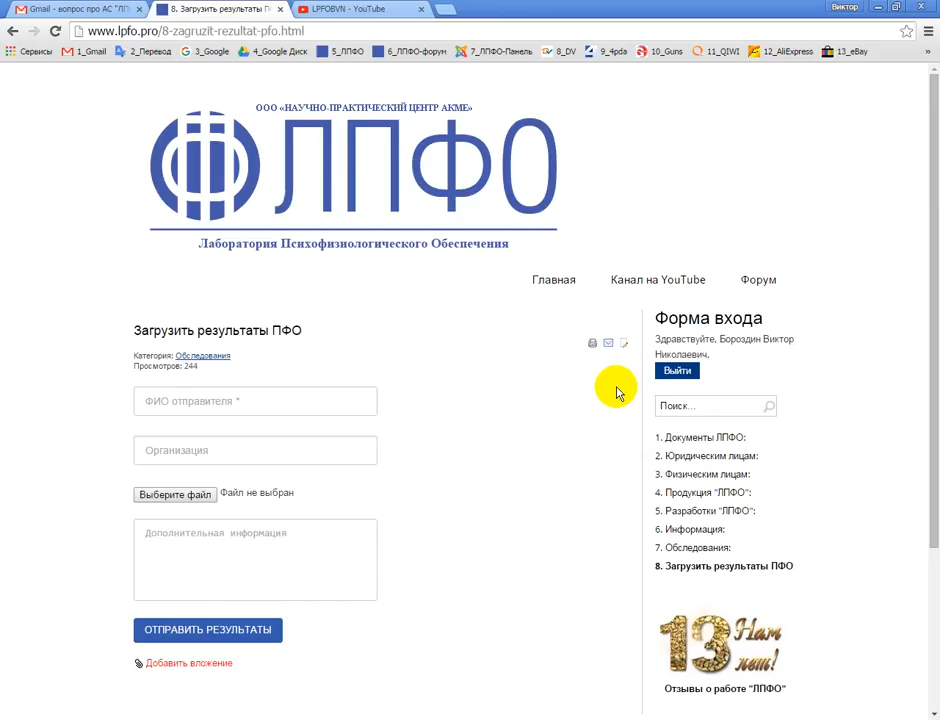 Gmail - вопрос про АС "ЛП
8. Загрузить результаты П
LPFOBVN - YouTube
Виктор
www.lpfo.pro/8-zagruzit-rezultat-pfo.html
Сервисы
1_Gmail
2_Перевод
3_Google
4_Google Диск
5_ЛПФО
6_ЛПФО-форум
7_ЛПФО-Панель
8_DV
9_4pda
10_Guns
11_QIWI
12_AliExpress
13_eBay
»
ООО «НАУЧНО-ПРАКТИЧЕСКИЙ ЦЕНТР АКМЕ»
ЛПФО
Лаборатория Психофизиологического Обеспечения
Главная
Канал на YouTube
Форум
Загрузить результаты ПФО
Категория: Обследования
Просмотров: 244
ФИО отправителя *
Организация
Выберите файл Файл не выбран
Дополнительная информация
ОТПРАВИТЬ РЕЗУЛЬТАТЫ
Добавить вложение
Форма входа
Здравствуйте, Бороздин Виктор
Николаевич,
Выйти
Поиск...
1. Документы ЛПФО:
2. Юридическим лицам:
3. Физическим лицам:
4. Продукция "ЛПФО":
5. Разработки "ЛПФО":
6. Информация:
7. Обследования:
8. Загрузить результаты ПФО
13 Нам
лет!
Отзывы о работе "ЛПФО"